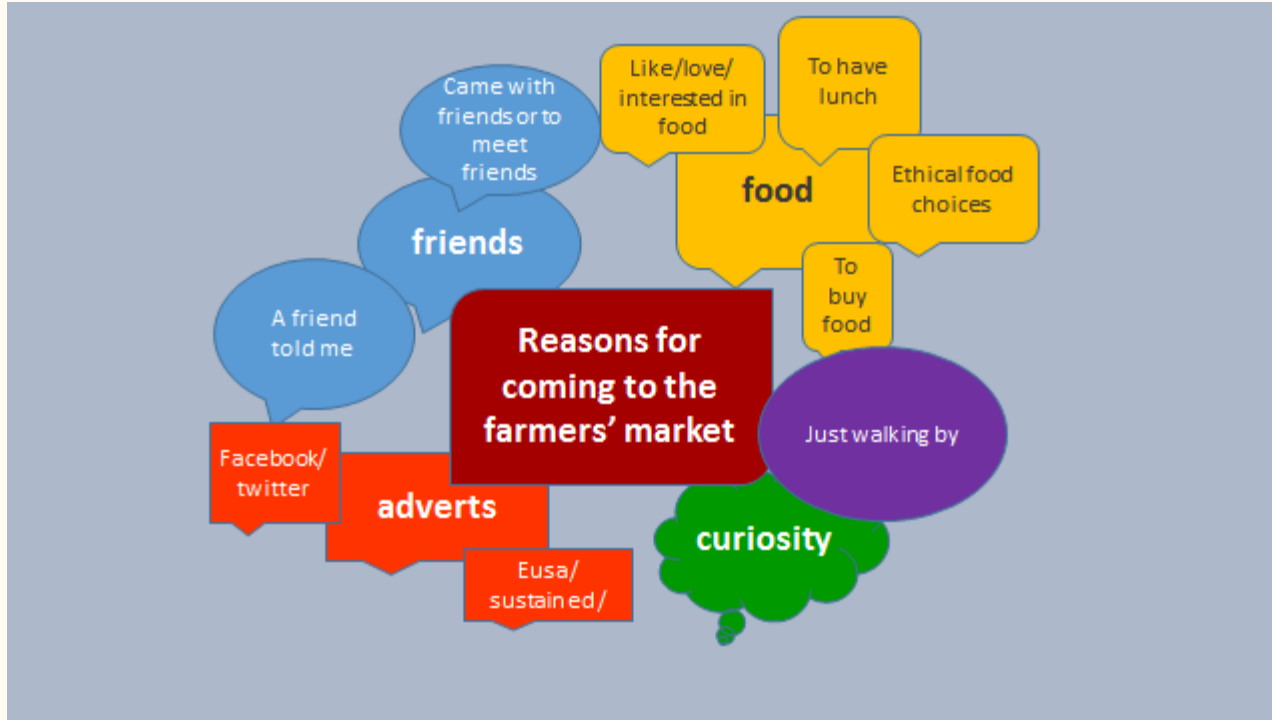 Came with
friends or to
meet
friends
friends
A friend
told me
Like/love/
interested in
food
To have
lunch
food
Ethical food
choices
To
buy
food
Reasons for
coming to the
farmers’ market
Just walking by
Facebook/
twitter
adverts
Eusa/
sustained/
curiosity